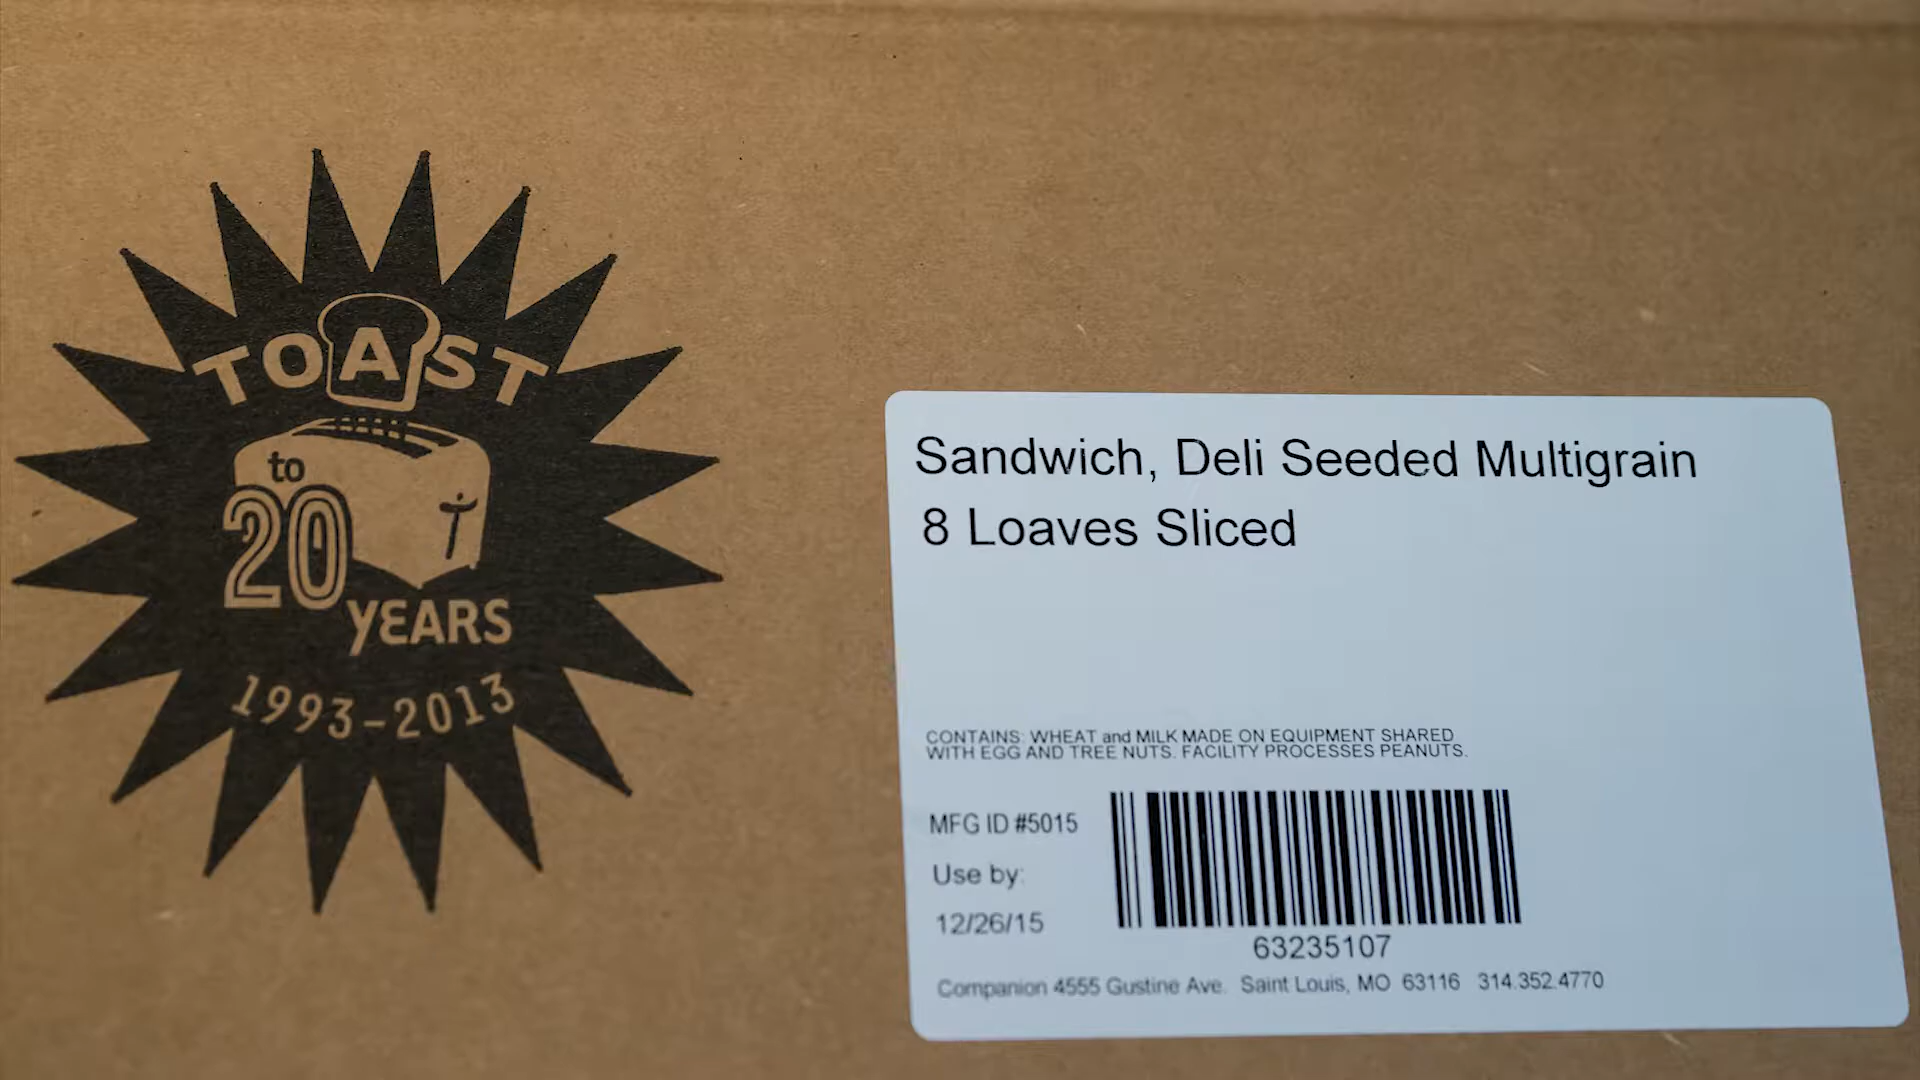 TOAST
to
20
YEARS
1993-2013
Sandwich, Deli Seeded Multigrain
8 Loaves Sliced
CONTAINS: WHEAT and MILK MADE ON EQUIPMENT SHARED
WITH EGG AND TREE NUTS. FACILITY PROCESSES PEANUTS.
MFG ID #5015
Use by:
12/26/15
63235107
Companion 4555 Gustine Ave. Saint Louis, MO 63116 314.352.4770